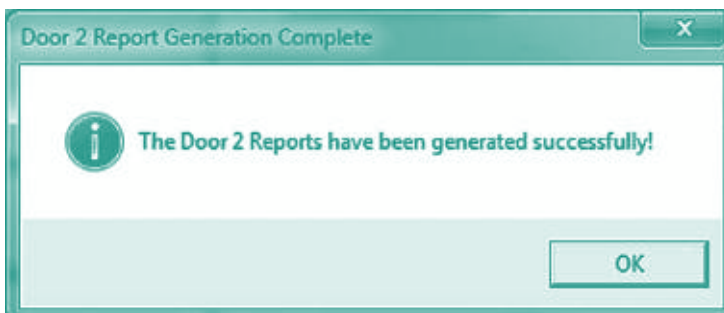 Door 2 Report Generation Complete
The Door 2 Reports have been generated successfully!
OK